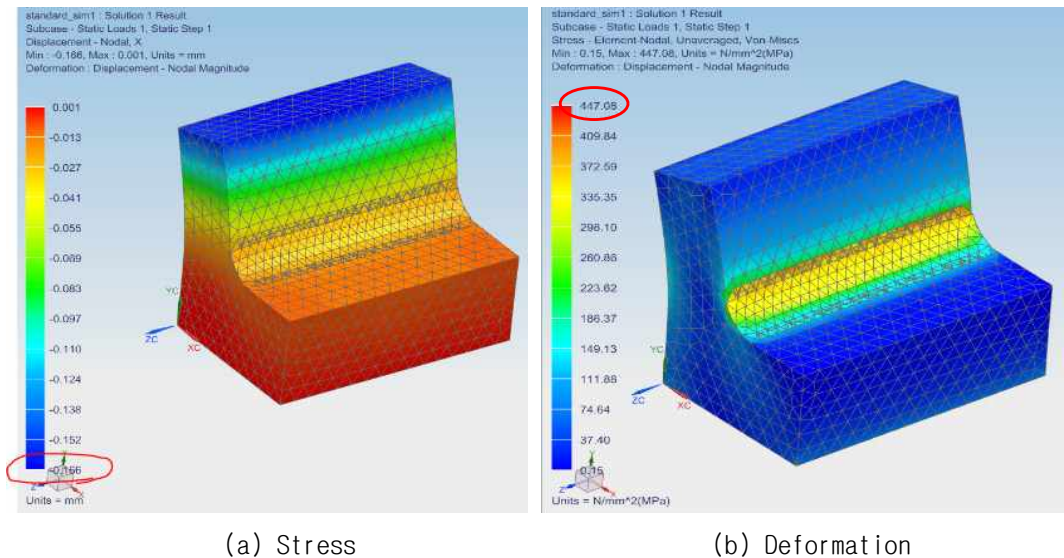 standard_sim1 : Solution 1 Result
Subcase - Static Loads 1, Static Step 1
Displacement - Nodal, X
Min : -0.166, Max : 0.001, Units = mm
Deformation : Displacement - Nodal Magnitude
0.001
-0.013
-0.027
-0.041
-0.055
-0.069
-0.083
-0.097
-0.110
-0.124
-0.138
-0.152
-0.166
Units = mm
YC
ZC
XC
Y
Z
X
(a) Stress
standard_sim1 : Solution 1 Result
Subcase - Static Loads 1, Static Step 1
Stress - Element-Nodal, Unaveraged, Von-Mises
Min : 0.15, Max : 447.08, Units = N/mm^2(MPa)
Deformation : Displacement - Nodal Magnitude
447.08
409.84
372.59
335.35
298.10
260.86
223.62
186.37
149.13
111.88
74.64
37.40
0.15
Units = N/mm^2(MPa)
YC
ZC
XC
Y
Z
X
(b) Deformation